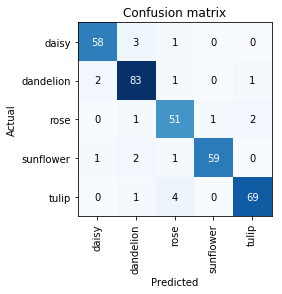 Confusion matrix
Actual
daisy 58 3 1 0 0
dandelion 2 83 1 0 1
rose 0 1 51 1 2
sunflower 1 2 1 59 0
tulip 0 1 4 0 69
daisy dandelion rose sunflower tulip
Predicted